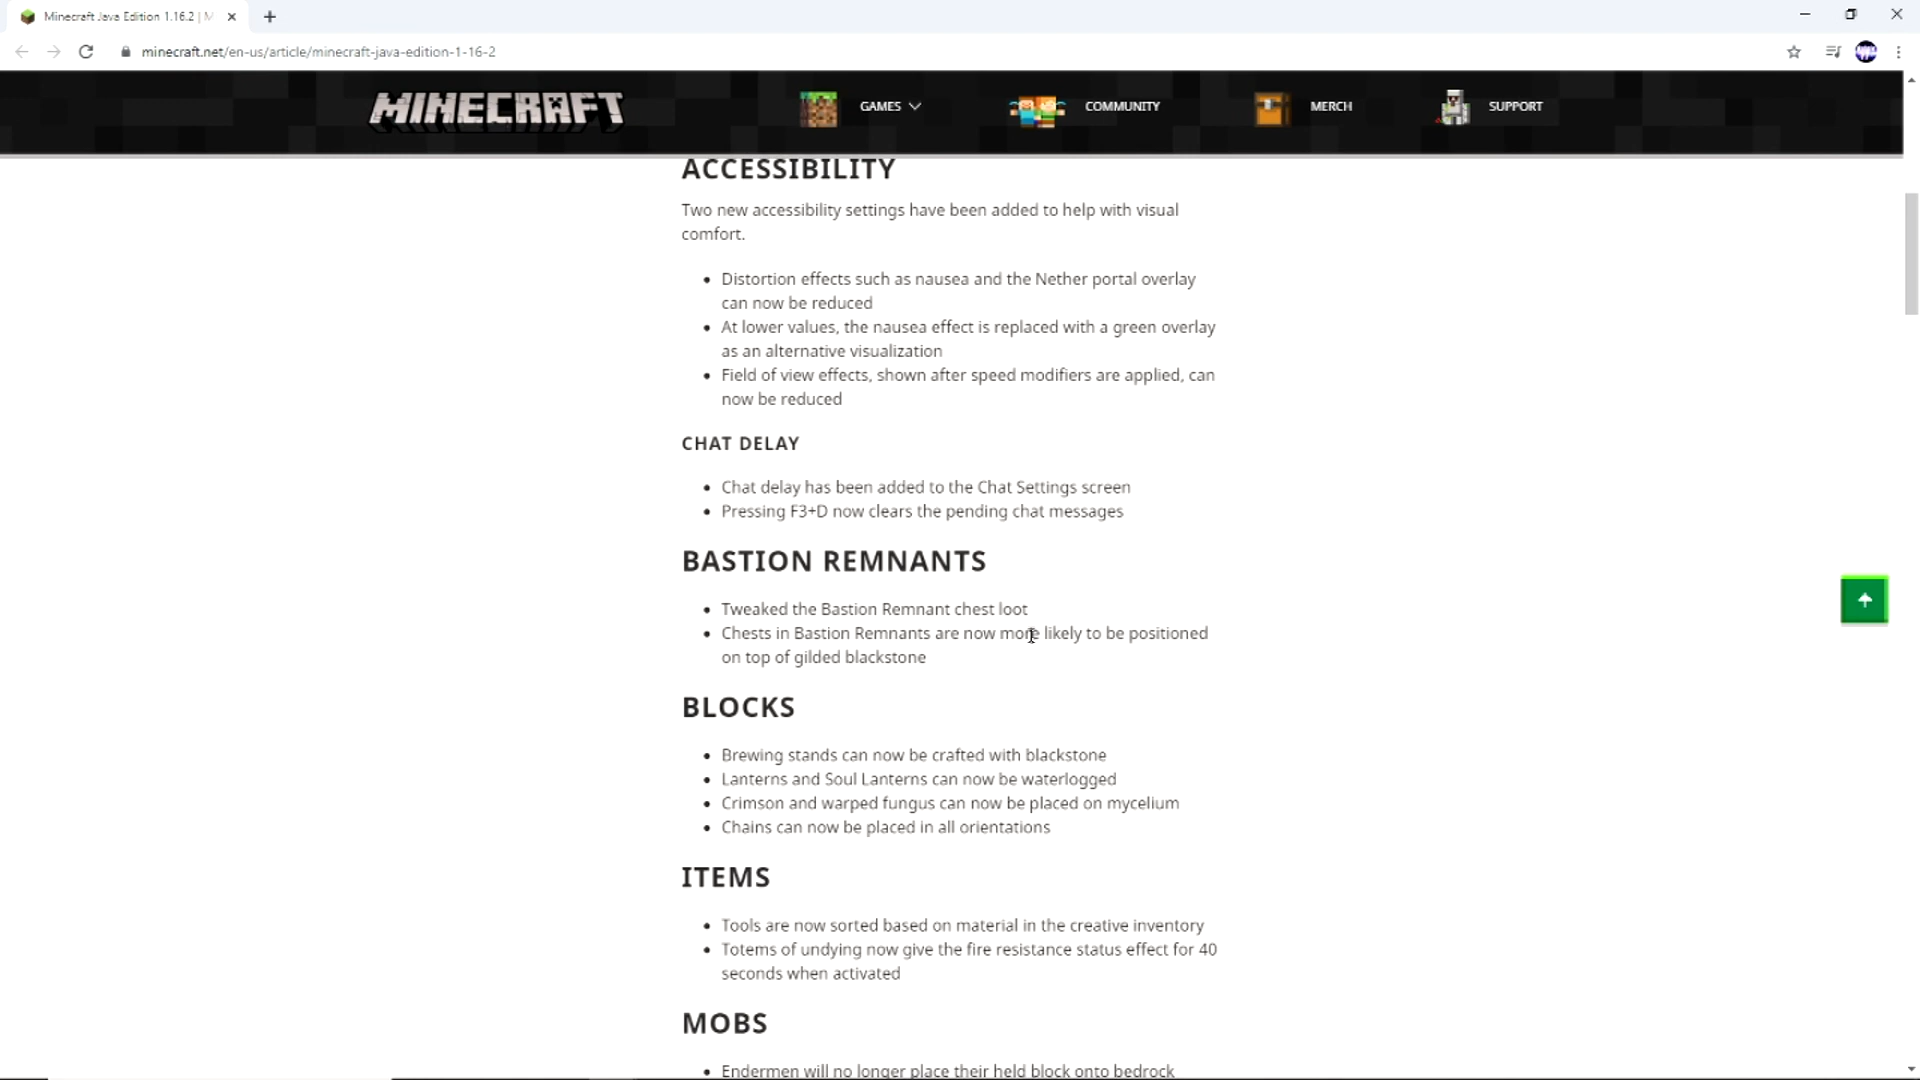 Minecraft Java Edition 1.16.2 | M
minecraft.net/en-us/article/minecraft-java-edition-1-16-2
MINECRAFT
GAMES
COMMUNITY
MERCH
SUPPORT
ACCESSIBILITY
Two new accessibility settings have been added to help with visual
comfort.
• Distortion effects such as nausea and the Nether portal overlay
can now be reduced
• At lower values, the nausea effect is replaced with a green overlay
as an alternative visualization
• Field of view effects, shown after speed modifiers are applied, can
now be reduced
CHAT DELAY
• Chat delay has been added to the Chat Settings screen
• Pressing F3+D now clears the pending chat messages
BASTION REMNANTS
• Tweaked the Bastion Remnant chest loot
• Chests in Bastion Remnants are now more likely to be positioned
on top of gilded blackstone
BLOCKS
• Brewing stands can now be crafted with blackstone
• Lanterns and Soul Lanterns can now be waterlogged
• Crimson and warped fungus can now be placed on mycelium
• Chains can now be placed in all orientations
ITEMS
• Tools are now sorted based on material in the creative inventory
• Totems of undying now give the fire resistance status effect for 40
seconds when activated
MOBS
• Endermen will no longer place their held block onto bedrock